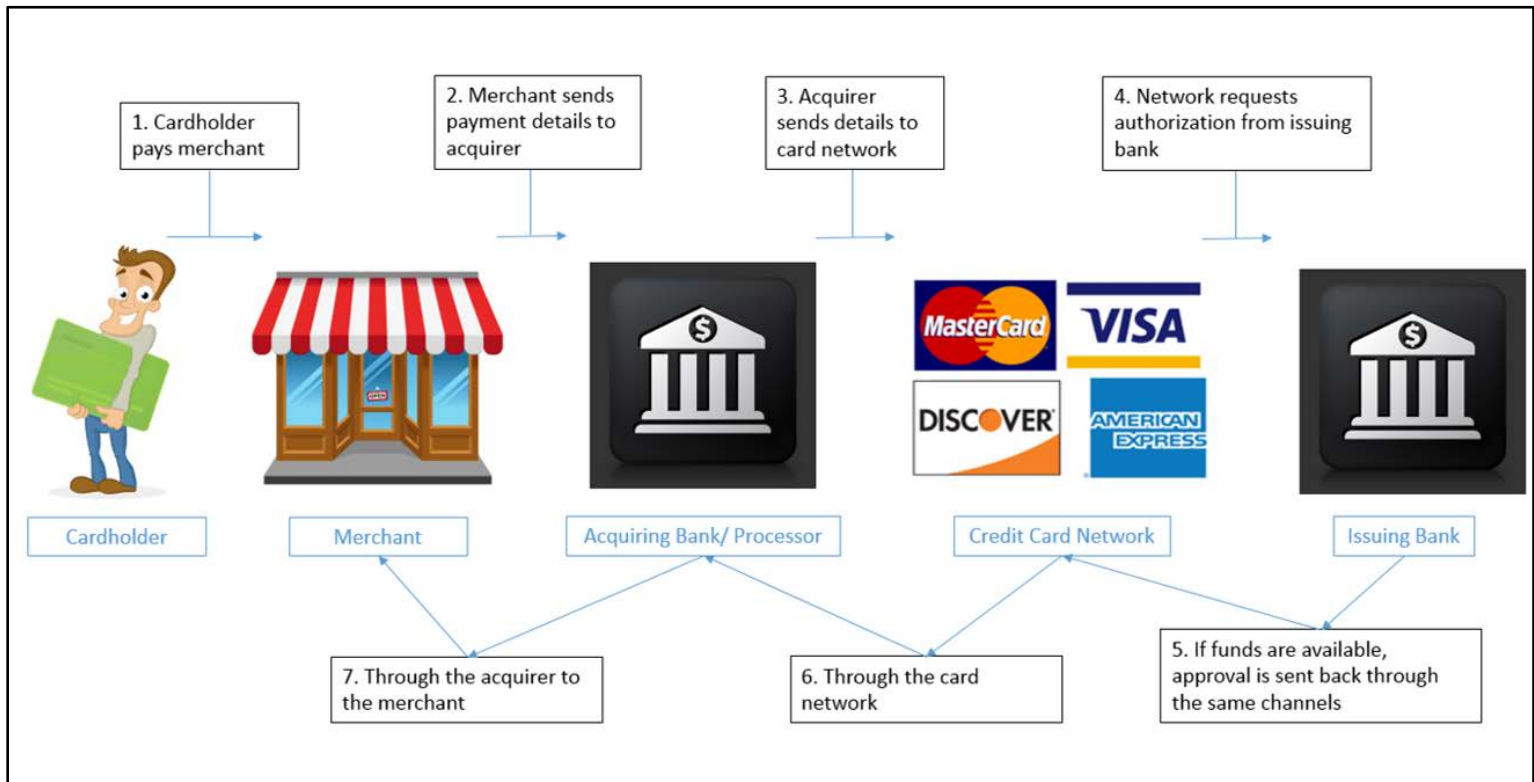 1. Cardholder
pays merchant
2. Merchant sends
payment details to
acquirer
3. Acquirer
sends details to
card network
4. Network requests
authorization from issuing
bank
OPEN
$
MasterCard
VISA
DISCOVER
AMERICAN
EXPRESS
$
Cardholder
Merchant
Acquiring Bank/ Processor
Credit Card Network
Issuing Bank
7. Through the acquirer to
the merchant
6. Through the card
network
5. If funds are available,
approval is sent back through
the same channels